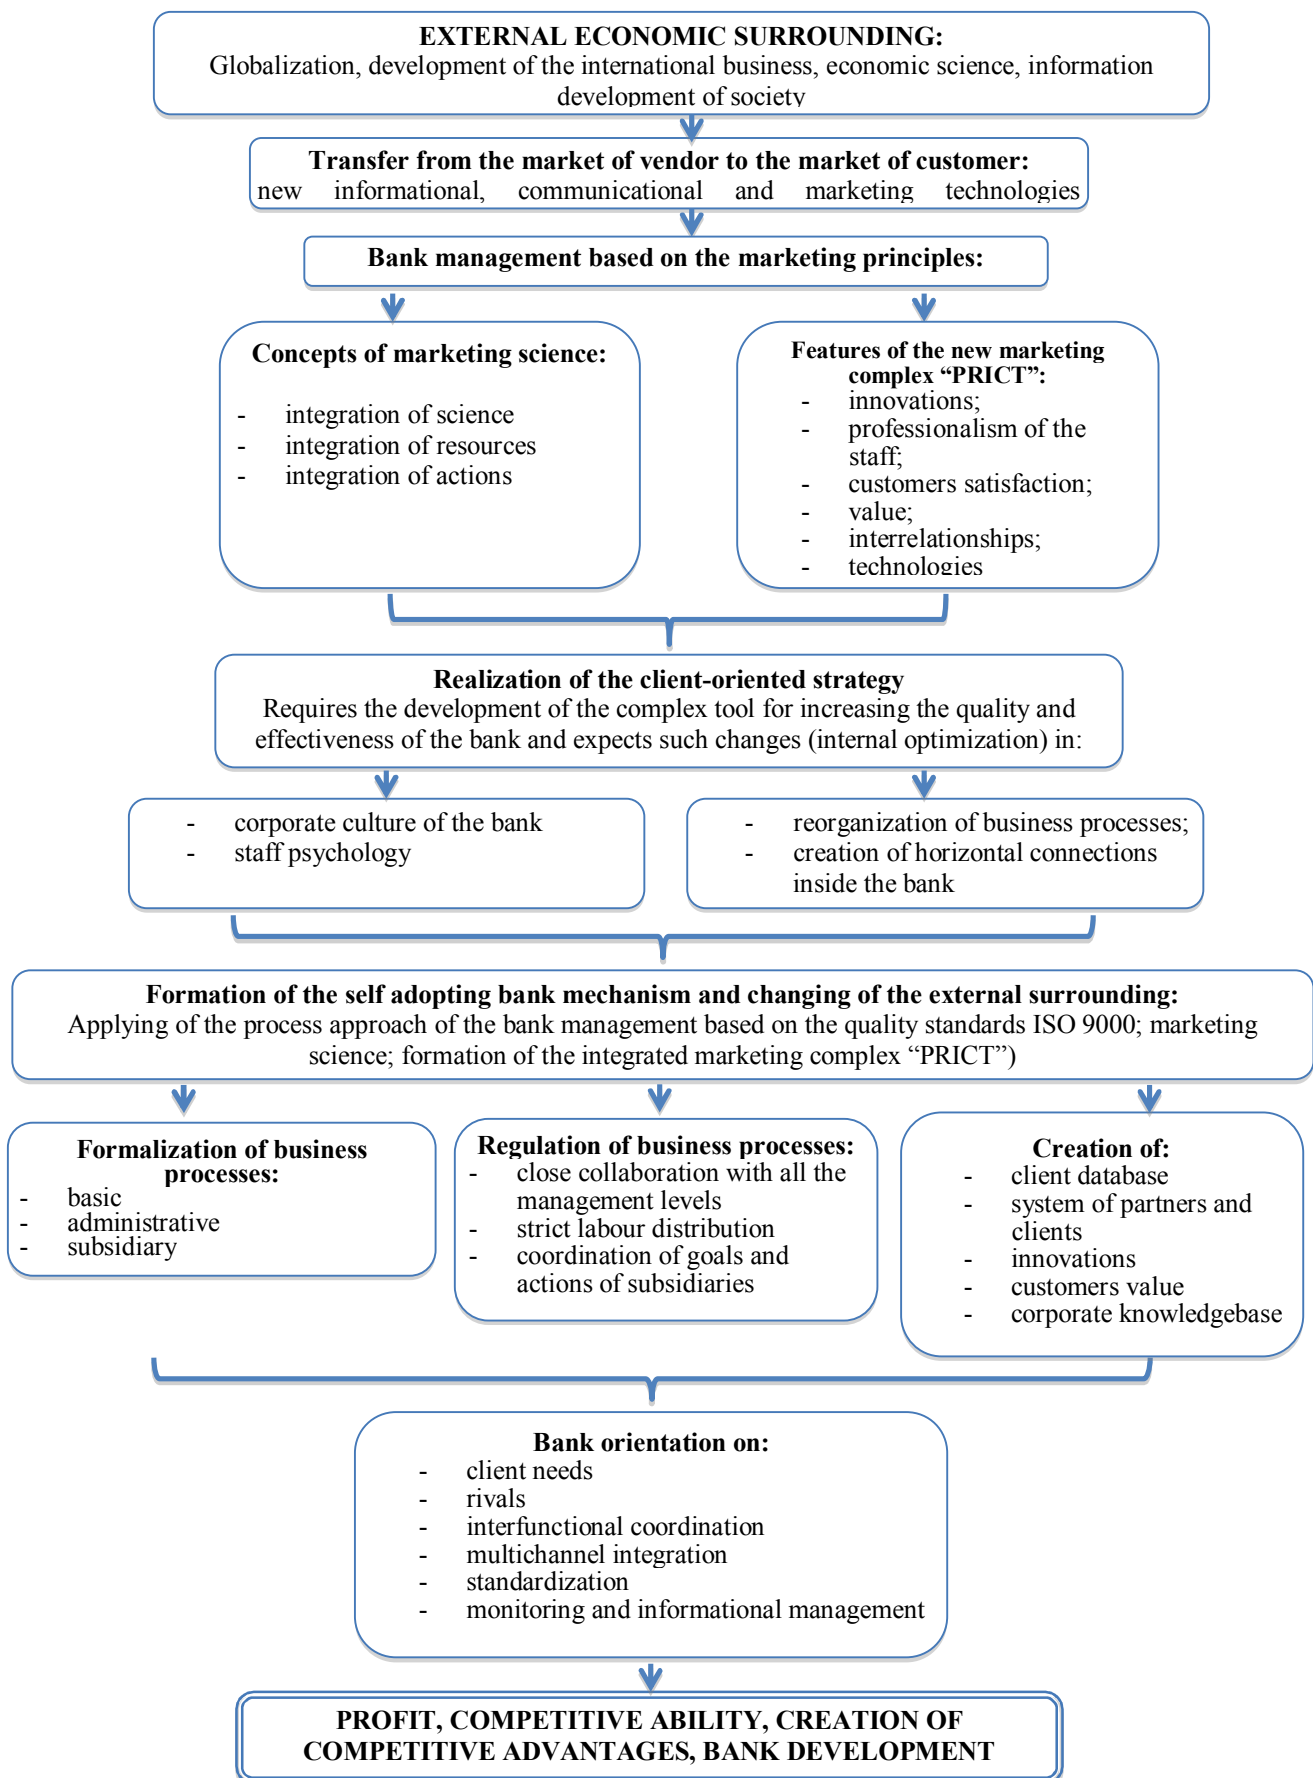 EXTERNAL ECONOMIC SURROUNDING:
Globalization, development of the international business, economic science, information
development of society
Transfer from the market of vendor to the market of customer:
new informational, communicational and marketing technologies
Bank management based on the marketing principles:
Concepts of marketing science:
- integration of science
- integration of resources
- integration of actions
Features of the new marketing
complex “PRICT”:
- innovations;
- professionalism of the
staff;
- customers satisfaction;
- value;
- interrelationships;
- technologies
Realization of the client-oriented strategy
Requires the development of the complex tool for increasing the quality and
effectiveness of the bank and expects such changes (internal optimization) in:
- corporate culture of the bank
- staff psychology
- reorganization of business processes;
- creation of horizontal connections
inside the bank
Formation of the self adopting bank mechanism and changing of the external surrounding:
Applying of the process approach of the bank management based on the quality standards ISO 9000; marketing
science; formation of the integrated marketing complex “PRICT”)
Formalization of business
processes:
- basic
- administrative
- subsidiary
Regulation of business processes:
- close collaboration with all the
management levels
- strict labour distribution
- coordination of goals and
actions of subsidiaries
Creation of:
- client database
- system of partners and
clients
- innovations
- customers value
- corporate knowledgebase
Bank orientation on:
- client needs
- rivals
- interfunctional coordination
- multichannel integration
- standardization
- monitoring and informational management
PROFIT, COMPETITIVE ABILITY, CREATION OF
COMPETITIVE ADVANTAGES, BANK DEVELOPMENT